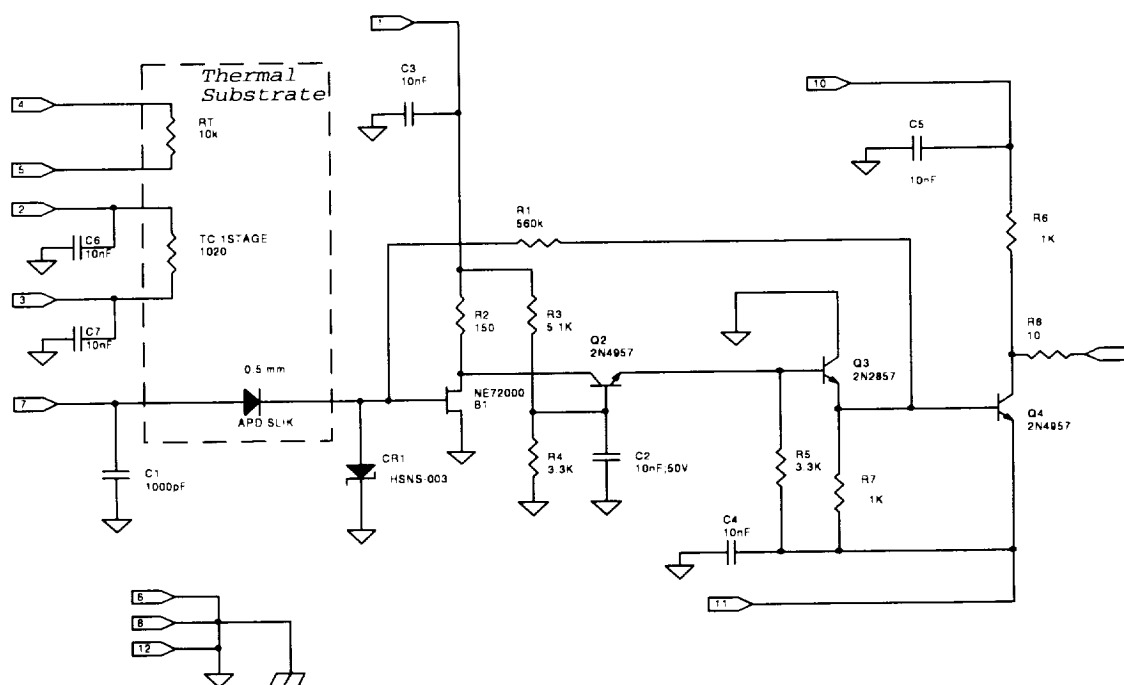 1
Thermal
Substrate
C3
10nF
10
4
RT
10k
C5
10nF
5
2
R1
560k
R6
1K
C6
10nF
TC 1STAGE
1020
3
R2
150
R3
5.1K
C7
10nF
Q2
2N4957
R8
10
Q3
2N2857
0.5 mm
NE72000
B1
7
APD SLIK
Q4
2N4957
CR1
HSNS-003
R4
3.3K
C2
10nF;50V
R5
3.3K
R7
1K
C1
1000pF
C4
10nF
6
11
8
12